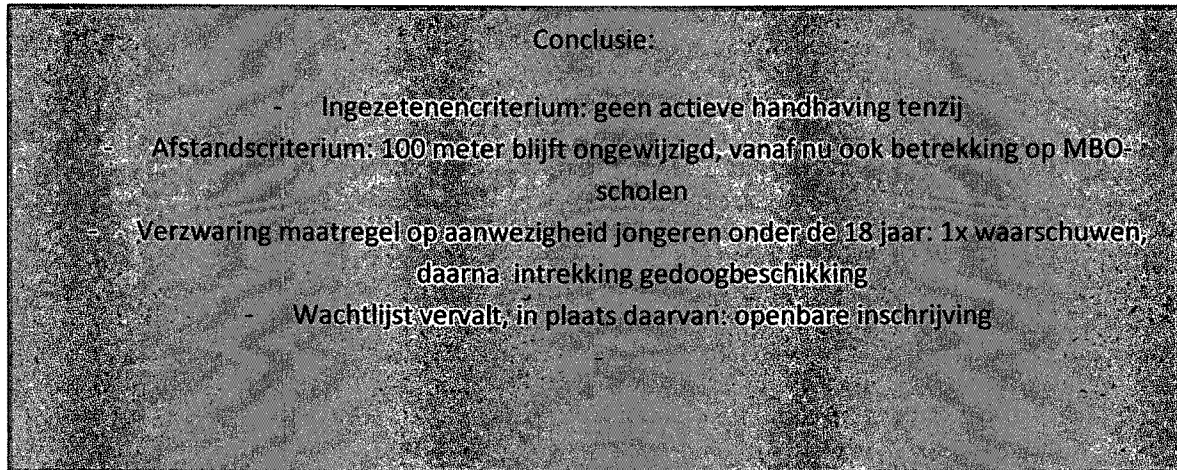 Conclusie:
- Ingezetenencriterium: geen actieve handhaving tenzij
- Afstandscriterium: 100 meter blijft ongewijzigd, vanaf nu ook betrekking op MBO-
scholen
- Verzwaring maatregel op aanwezigheid jongeren onder de 18 jaar: 1x waarschuwen,
daarna intrekking gedoogbeschikking
- Wachtlijst vervalt, in plaats daarvan: openbare inschrijving
-